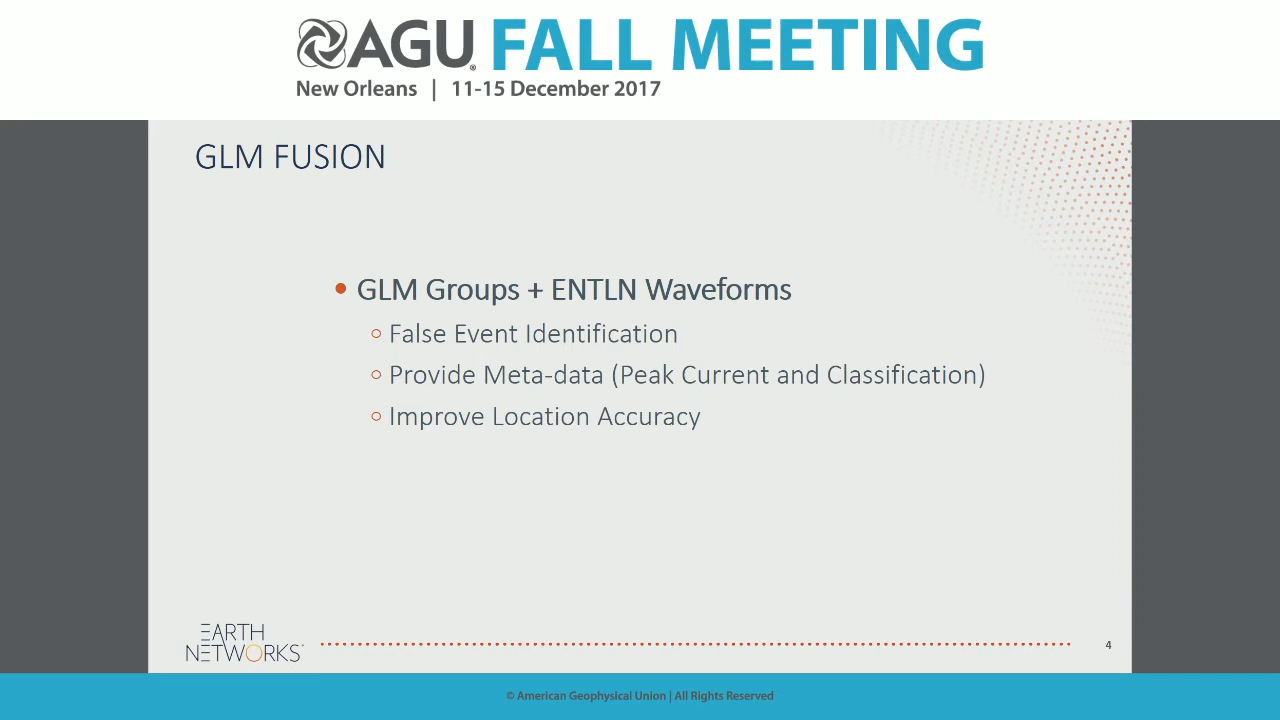 AGU FALL MEETING
New Orleans | 11-15 December 2017
GLM FUSION
• GLM Groups + ENTLN Waveforms
○ False Event Identification
○ Provide Meta-data (Peak Current and Classification)
○ Improve Location Accuracy
EARTH
NETWORKS
4
© American Geophysical Union | All Rights Reserved